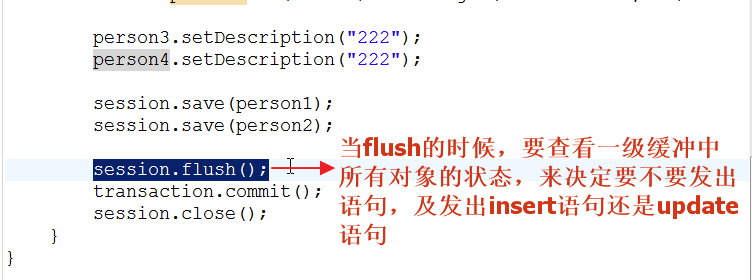 person3.setDescription("222");
person4.setDescription("222");
session.save(person1);
session.save(person2);
session.flush();
transaction.commit();
session.close();
}
}
当flush的时候，要查看一级缓冲中
所有对象的状态，来决定要不要发出
语句，及发出insert语句还是update
语句